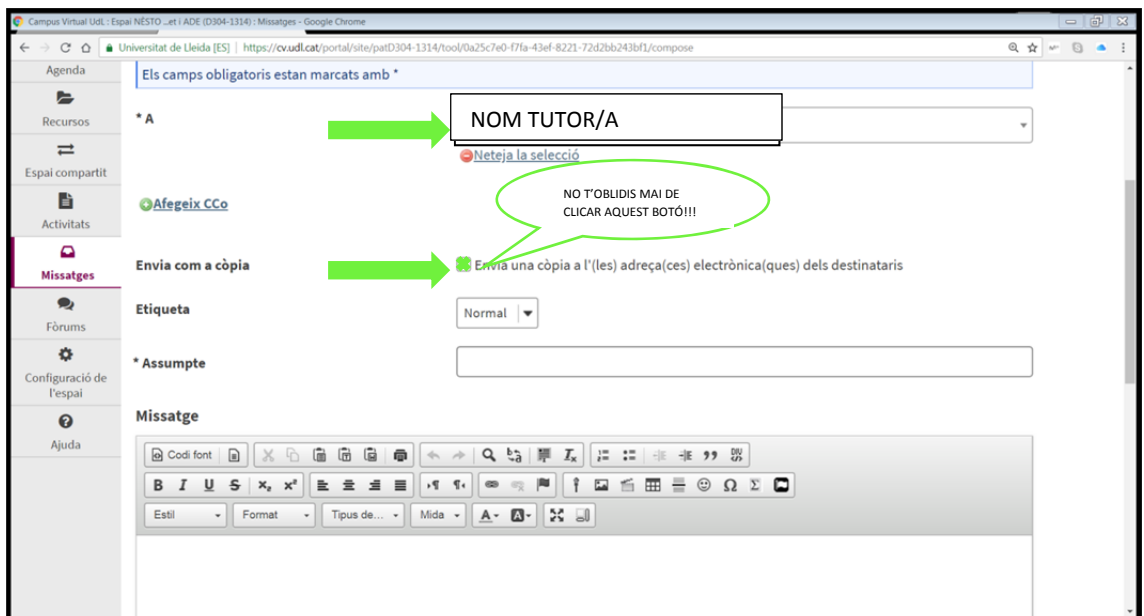 Campus Virtual UdL : Espai NÈSTO ...et i ADE (D304-1314) : Missatges - Google Chrome
Universitat de Lleida [ES] | https://cv.udl.cat/portal/site/patD304-1314/tool/0a25c7e0-f7fa-43ef-8221-72d2bb243bf1/compose
Agenda
Recursos
Espai compartit
Activitats
Missatges
Fòrums
Configuració de
l'espai
Ajuda
Els camps obligatoris estan marcats amb *
* A
NOM TUTOR/A
Neteja la selecció
NO T'OBLIDIS MAI DE
CLICAR AQUEST BOTÓ!!!
Afegeix CCo
Envia com a còpia
Envia una còpia a l'(les) adreça(ces) electrònica(ques) dels destinataris
Etiqueta
Normal
* Assumpte
Missatge
Codi font
Estil
Format
Tipus de...
Mida